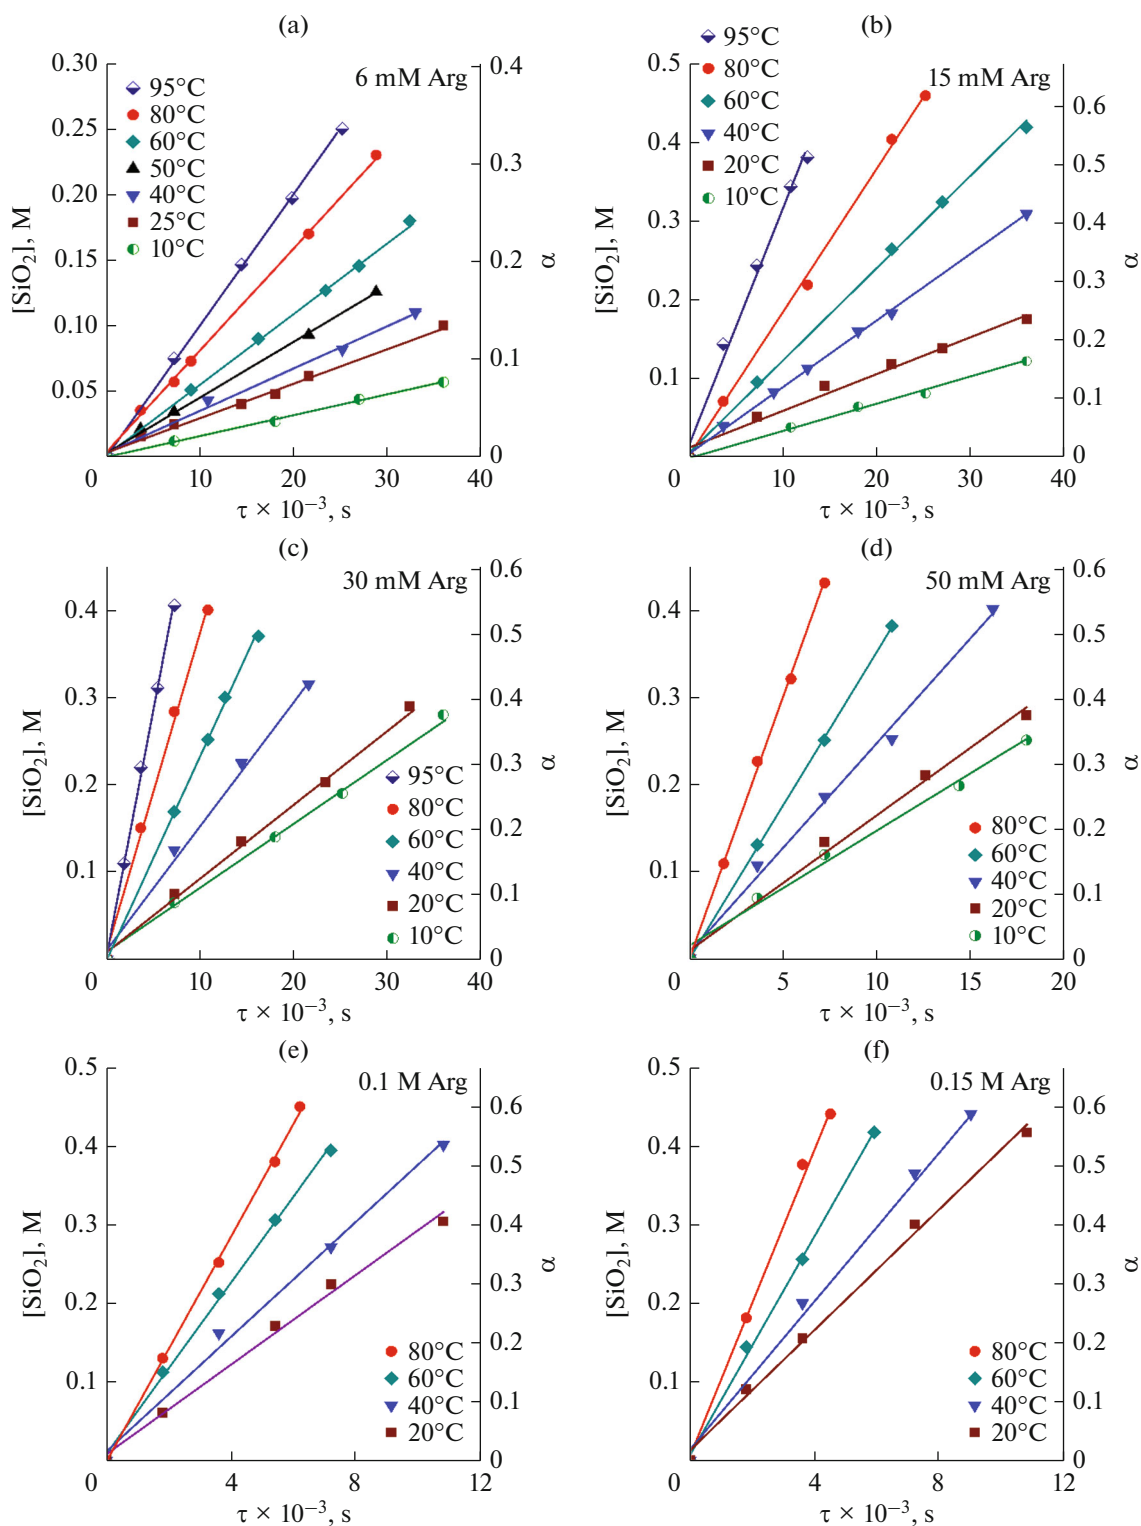 (a)
6 mM Arg
95°C
80°C
60°C
50°C
40°C
25°C
10°C
0.30
0.25
0.20
0.15
0.10
0.05
0
10
20
30
40
0.4
0.3
0.2
0.1
0
[SiO₂], M
α
τ × 10⁻³, s
(b)
15 mM Arg
95°C
80°C
60°C
40°C
20°C
10°C
0.5
0.4
0.3
0.2
0.1
0
10
20
30
40
0.6
0.5
0.4
0.3
0.2
0.1
0
[SiO₂], M
α
τ × 10⁻³, s
(c)
30 mM Arg
95°C
80°C
60°C
40°C
20°C
10°C
0.4
0.3
0.2
0.1
0
10
20
30
40
0.6
0.5
0.4
0.3
0.2
0.1
0
[SiO₂], M
α
τ × 10⁻³, s
(d)
50 mM Arg
80°C
60°C
40°C
20°C
10°C
0.4
0.3
0.2
0.1
0
5
10
15
20
0.6
0.5
0.4
0.3
0.2
0.1
0
[SiO₂], M
α
τ × 10⁻³, s
(e)
0.1 M Arg
80°C
60°C
40°C
20°C
0.5
0.4
0.3
0.2
0.1
0
4
8
12
0.6
0.5
0.4
0.3
0.2
0.1
0
[SiO₂], M
α
τ × 10⁻³, s
(f)
0.15 M Arg
80°C
60°C
40°C
20°C
0.5
0.4
0.3
0.2
0.1
0
4
8
12
0.6
0.5
0.4
0.3
0.2
0.1
0
[SiO₂], M
α
τ × 10⁻³, s